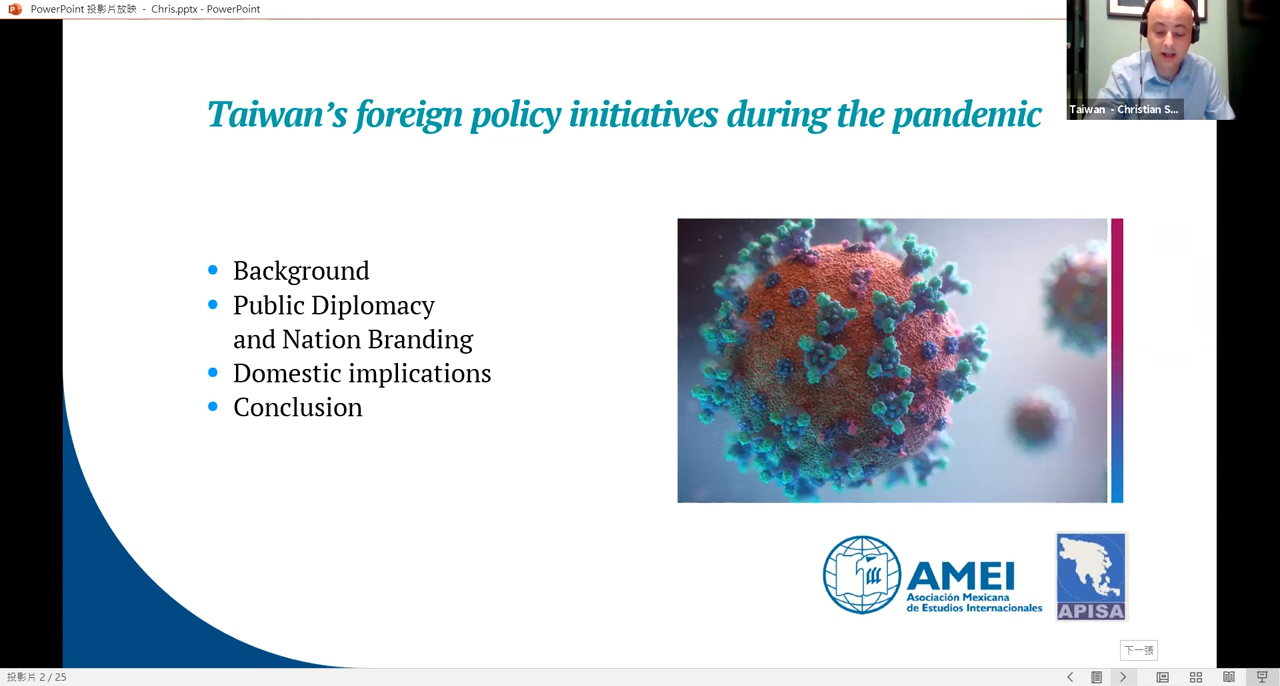 PowerPoint 投影片放映 - Chris.pptx - PowerPoint
Taiwan - Christian S...
Taiwan’s foreign policy initiatives during the pandemic
Background
Public Diplomacy
and Nation Branding
Domestic implications
Conclusion
AMEI
Asociación Mexicana
de Estudios Internacionales
APISA
下一張
投影片 2 / 25